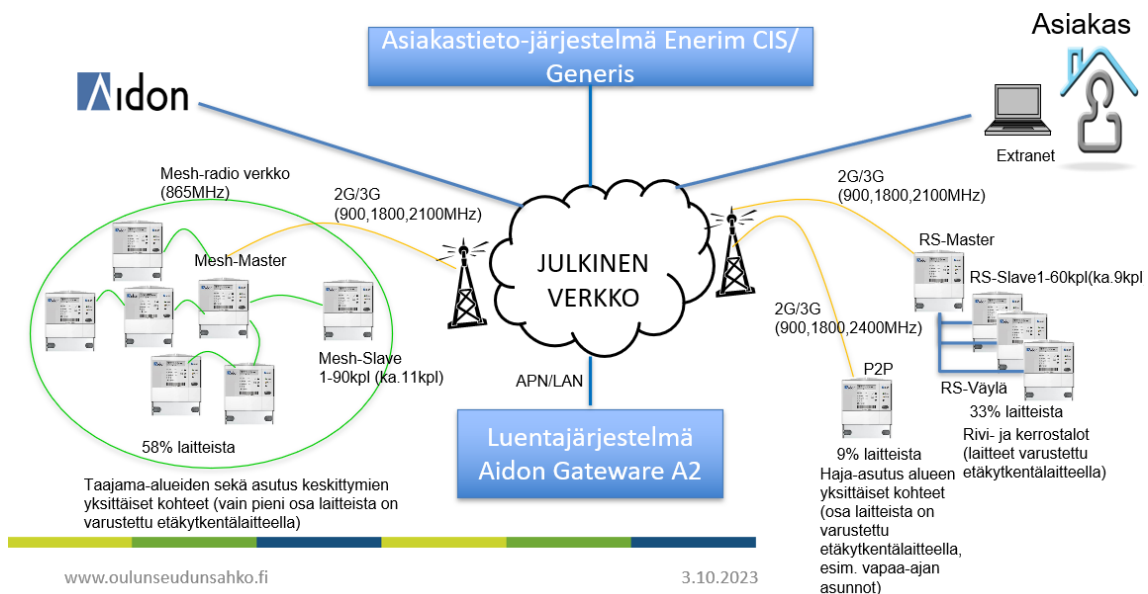 Asiakastieto-järjestelmä Enerim CIS/
Generis
Asiakas
Aidon
Extranet
Mesh-radio verkko
(865MHz)
2G/3G
(900,1800,2100MHz)
Mesh-Master
Mesh-Slave
1-90kpl (ka.11kpl)
58% laitteista
Taajama-alueiden sekä asutus keskittymien
yksittäiset kohteet (vain pieni osa laitteista on
varustettu etäkytkentälaitteella)
JULKINEN
VERKKO
APN/LAN
Luentajärjestelmä
Aidon Gateware A2
2G/3G
(900,1800,2100MHz)
RS-Master
RS-Slave1-60kpl(ka.9kpl
2G/3G
(900,1800,2400MHz)
P2P
RS-Väylä
9% laitteista
Haja-asutus alueen
yksittäiset kohteet
(osa laitteista on
varustettu
etäkytkentälaitteella,
esim. vapaa-ajan
asunnot)
33% laitteista
Rivi- ja kerrostalot
(laitteet varustettu
etäkytkentälaitteella)
www.oulunseudunsahko.fi
3.10.2023